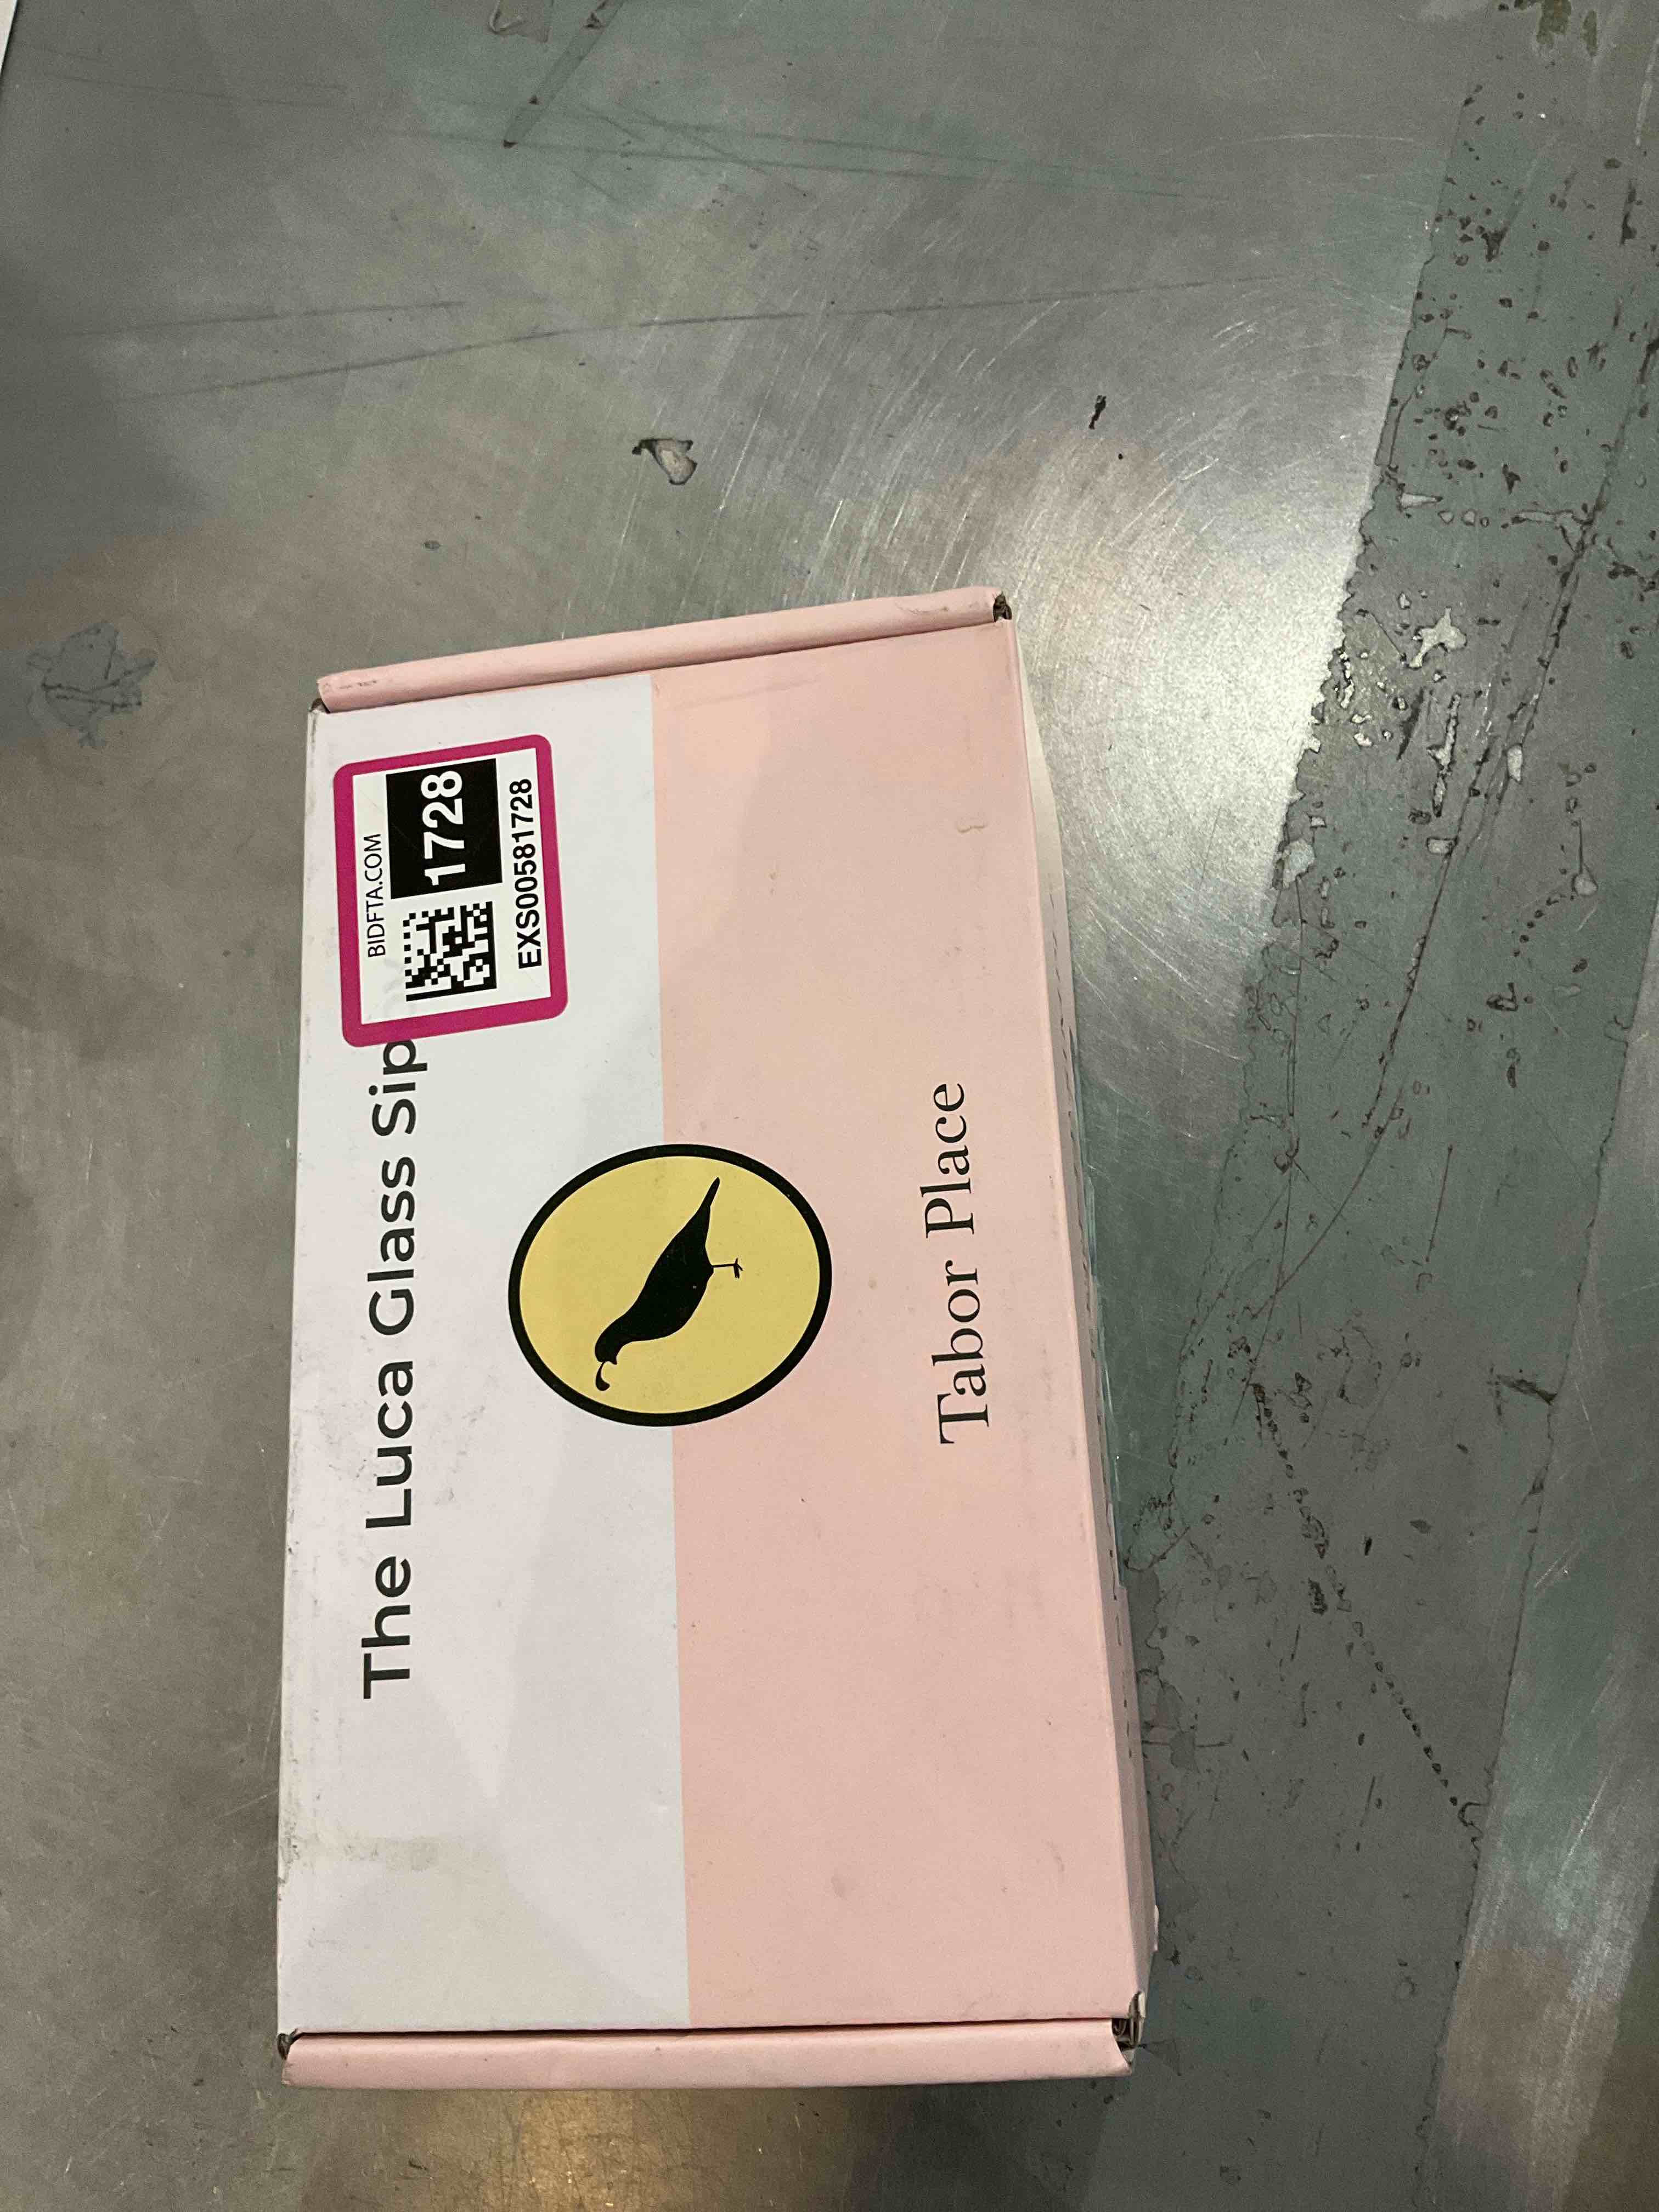 The Luca Glass Sip
BIDFTA.COM
1728
EXS00581728
Tabor Place